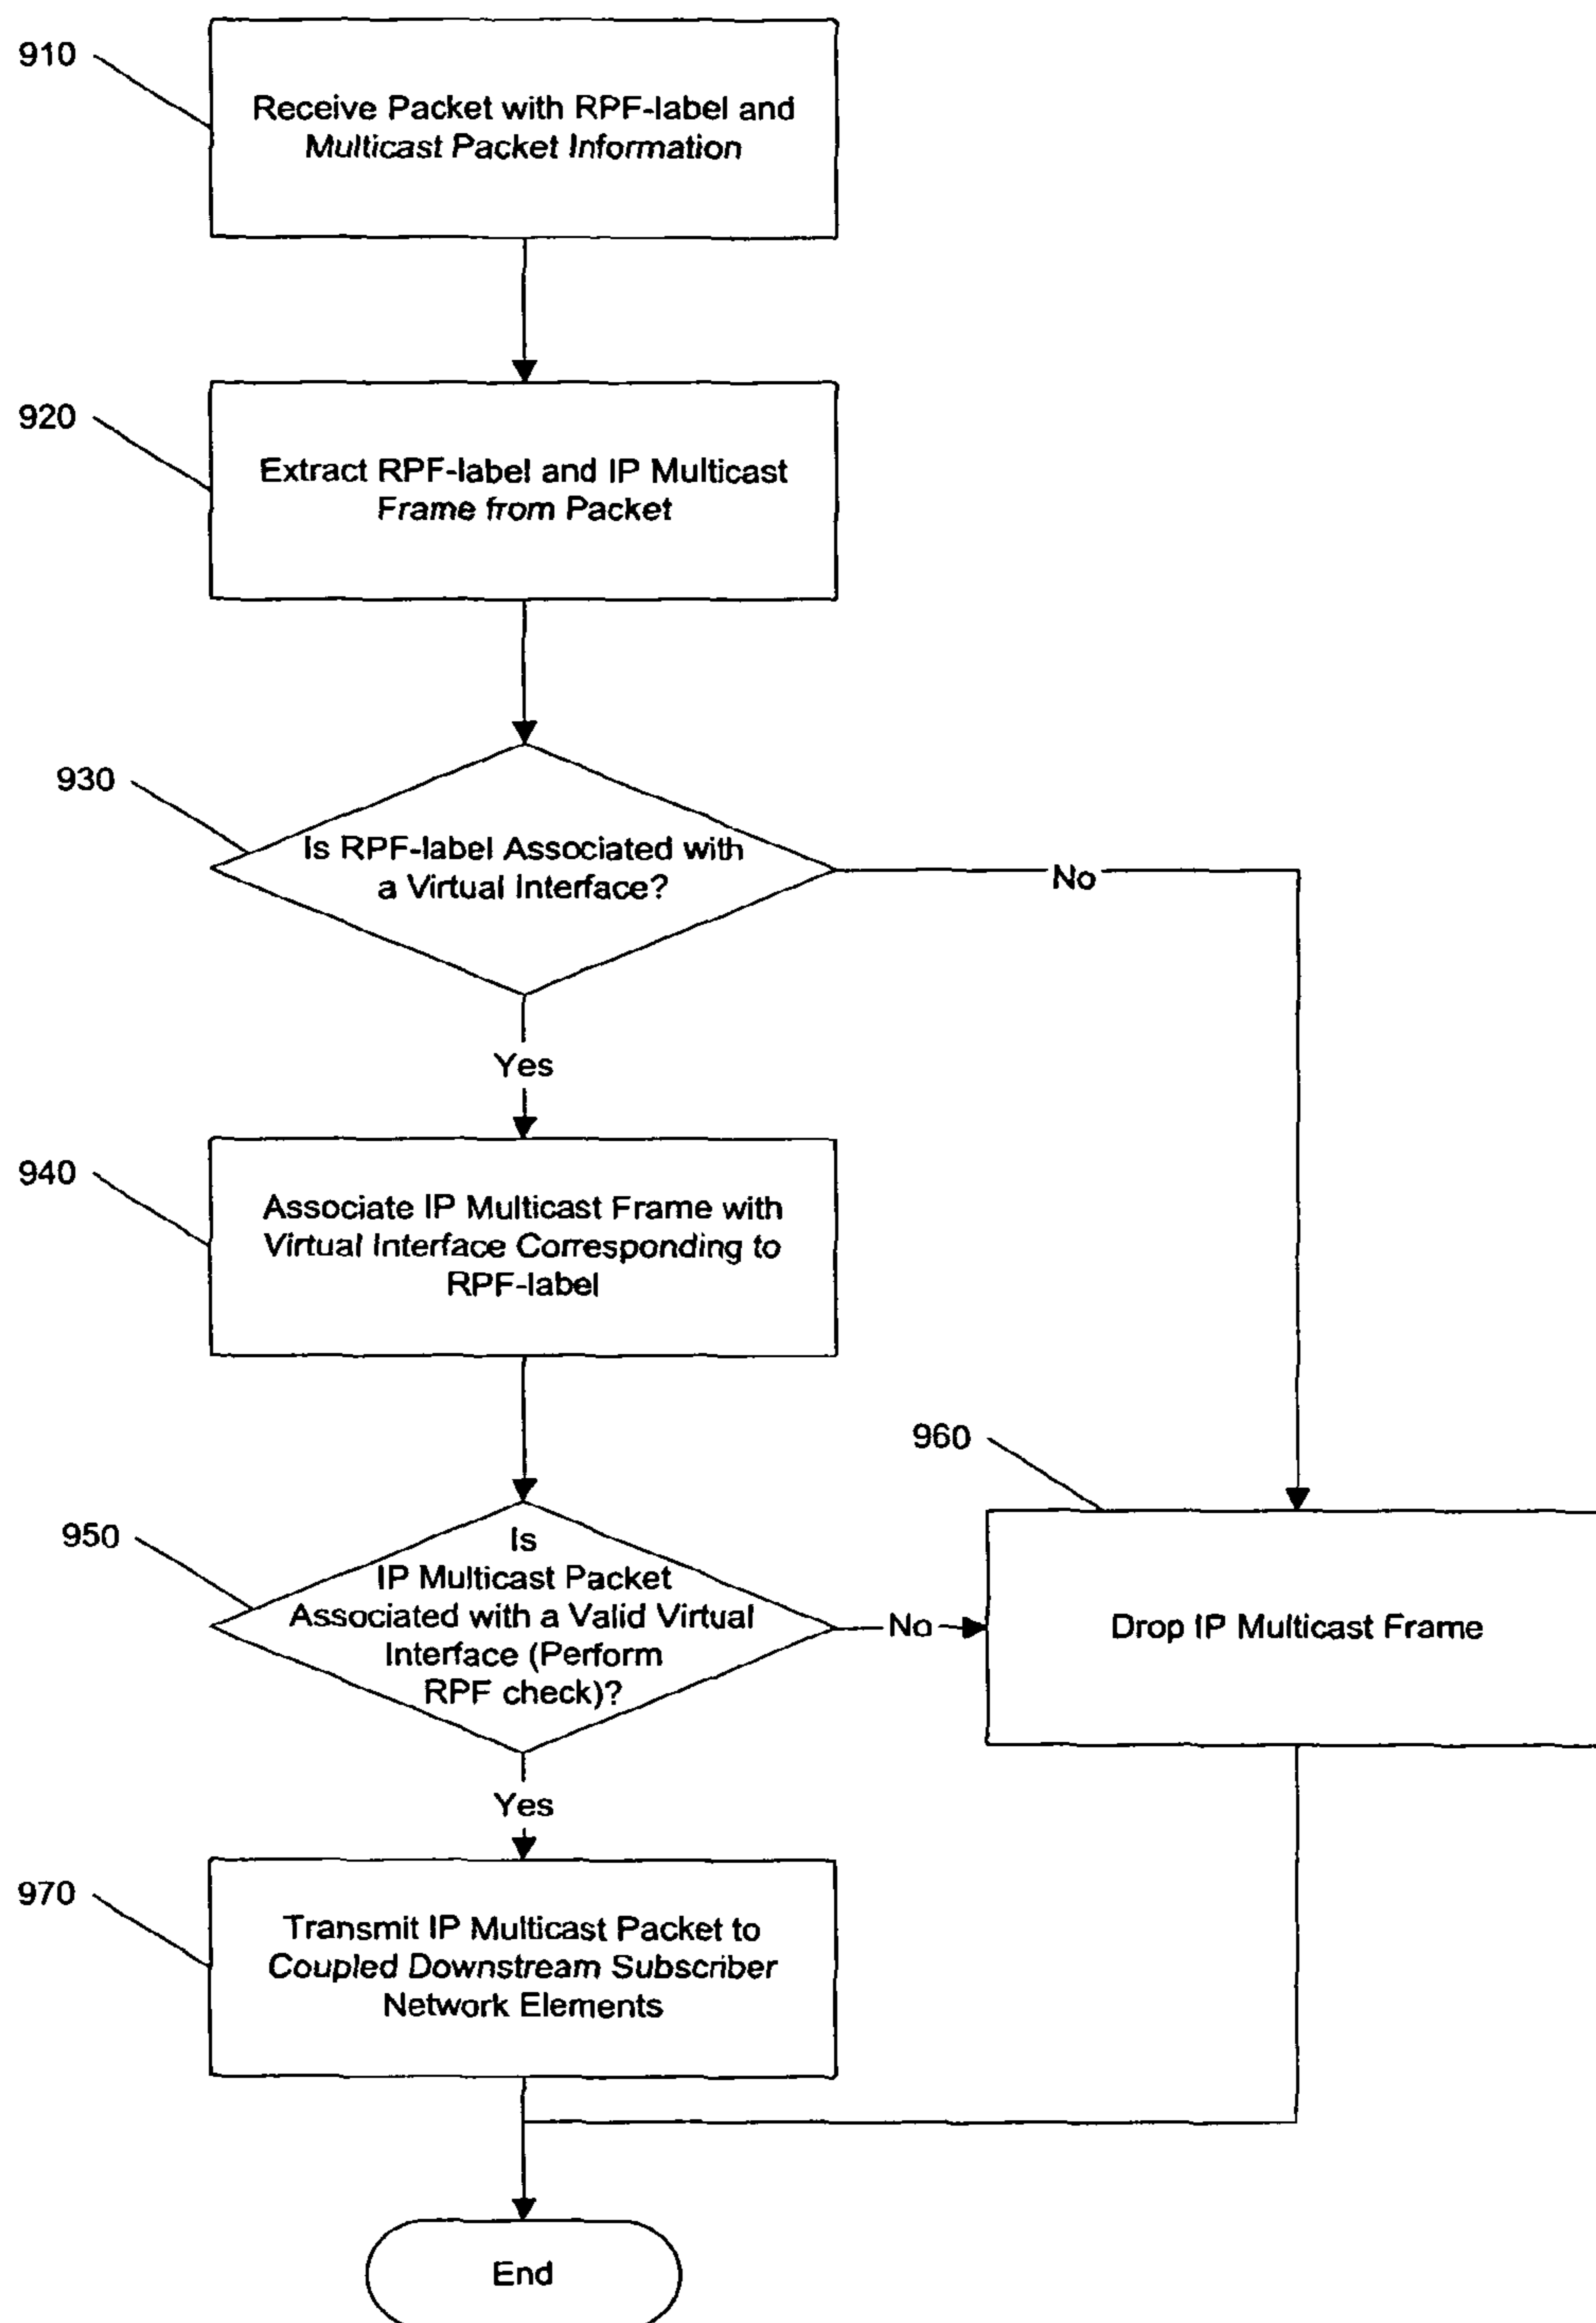 910
Receive Packet with RPF-label and
Multicast Packet Information
920
Extract RPF-label and IP Multicast
Frame from Packet
930
Is RPF-label Associated with
a Virtual Interface?
No
Yes
940
Associate IP Multicast Frame with
Virtual Interface Corresponding to
RPF-label
950
Is
IP Multicast Packet
Associated with a Valid Virtual
Interface (Perform
RPF check)?
No
960
Drop IP Multicast Frame
Yes
970
Transmit IP Multicast Packet to
Coupled Downstream Subscriber
Network Elements
End